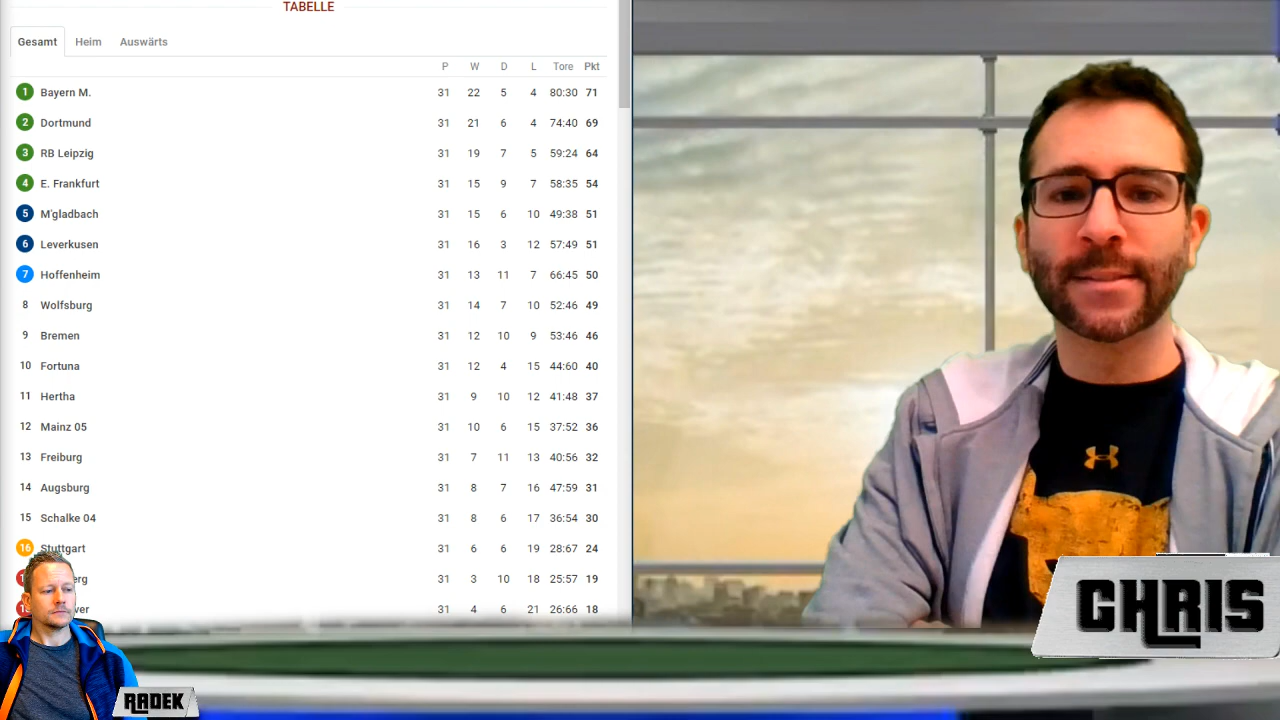 TABELLE
Gesamt Heim Auswärts
P W D L Tore Pkt
1 Bayern M. 31 22 5 4 80:30 71
2 Dortmund 31 21 6 4 74:40 69
3 RB Leipzig 31 19 7 5 59:24 64
4 E. Frankfurt 31 15 9 7 58:35 54
5 M'gladbach 31 15 6 10 49:38 51
6 Leverkusen 31 16 3 12 57:49 51
7 Hoffenheim 31 13 11 7 66:45 50
8 Wolfsburg 31 14 7 10 52:46 49
9 Bremen 31 12 10 9 53:46 46
10 Fortuna 31 12 4 15 44:60 40
11 Hertha 31 9 10 12 41:48 37
12 Mainz 05 31 10 6 15 37:52 36
13 Freiburg 31 7 11 13 40:56 32
14 Augsburg 31 8 7 16 47:59 31
15 Schalke 04 31 8 6 17 36:54 30
16 Stuttgart 31 6 6 19 28:67 24
31 3 10 18 25:57 19
31 4 6 21 26:66 18
CHRIS
RADEK